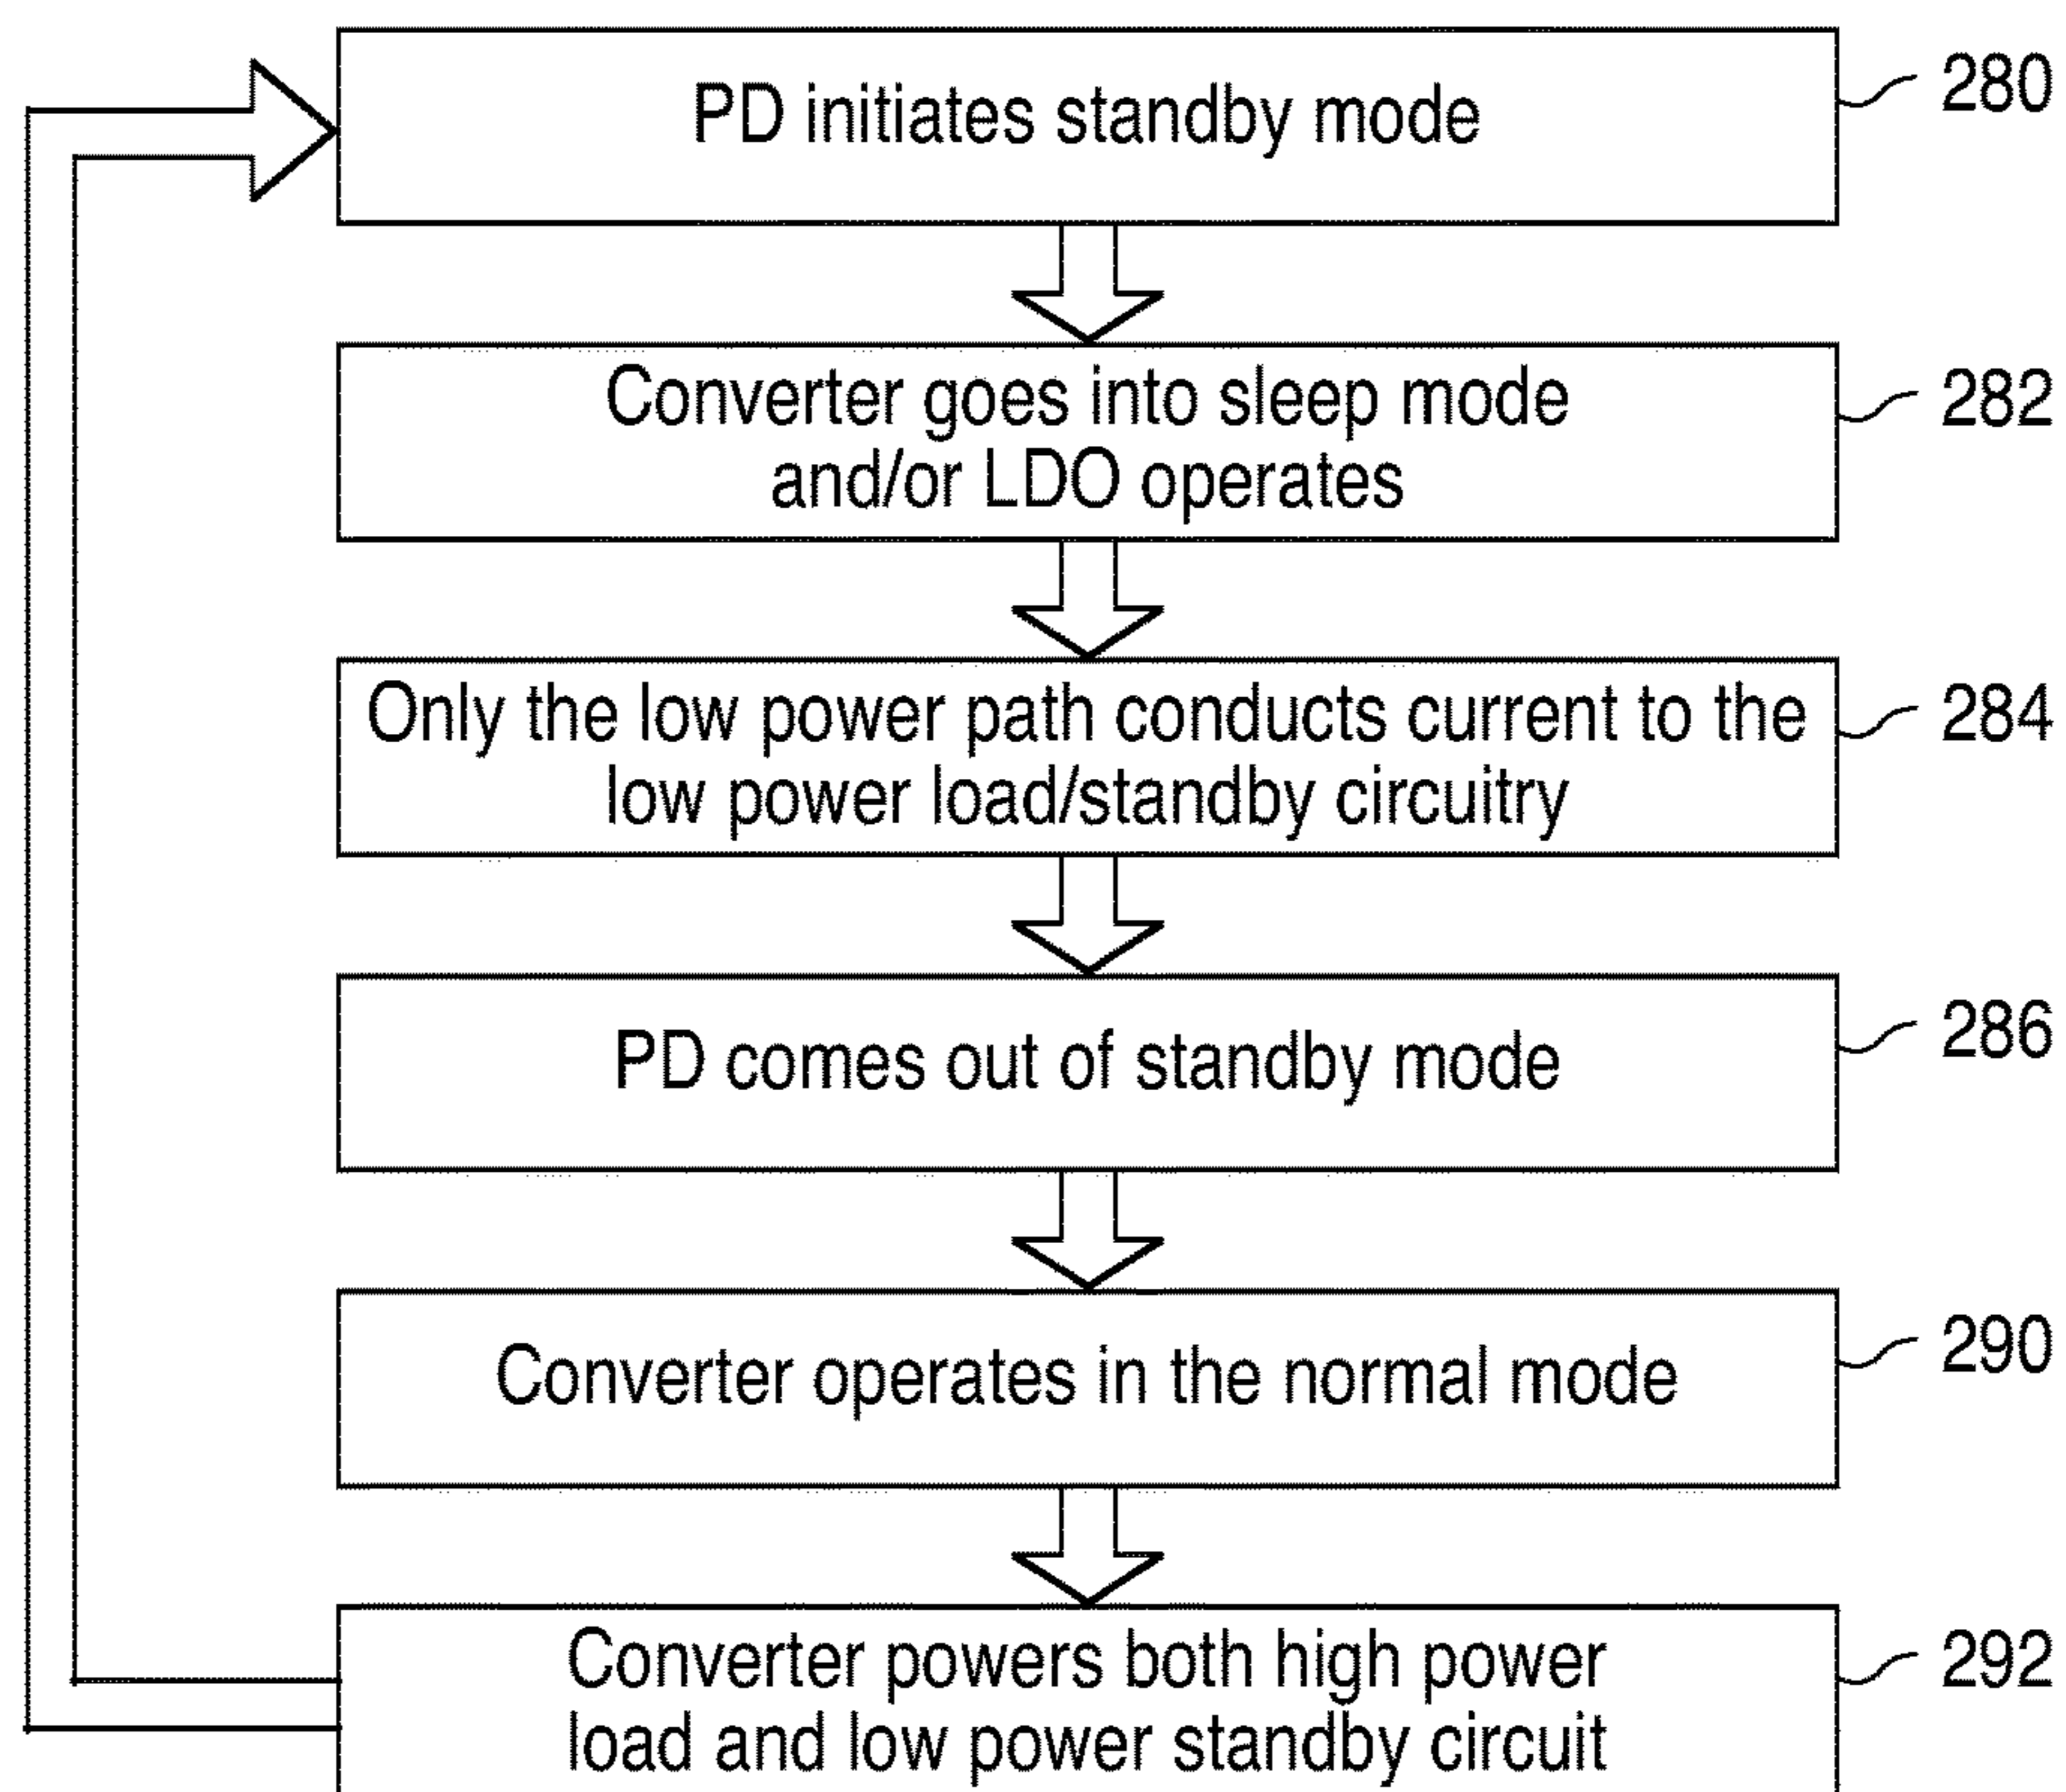 PD initiates standby mode
280
Converter goes into sleep mode
and/or LDO operates
282
Only the low power path conducts current to the
low power load/standby circuitry
284
PD comes out of standby mode
286
Converter operates in the normal mode
290
Converter powers both high power
load and low power standby circuit
292